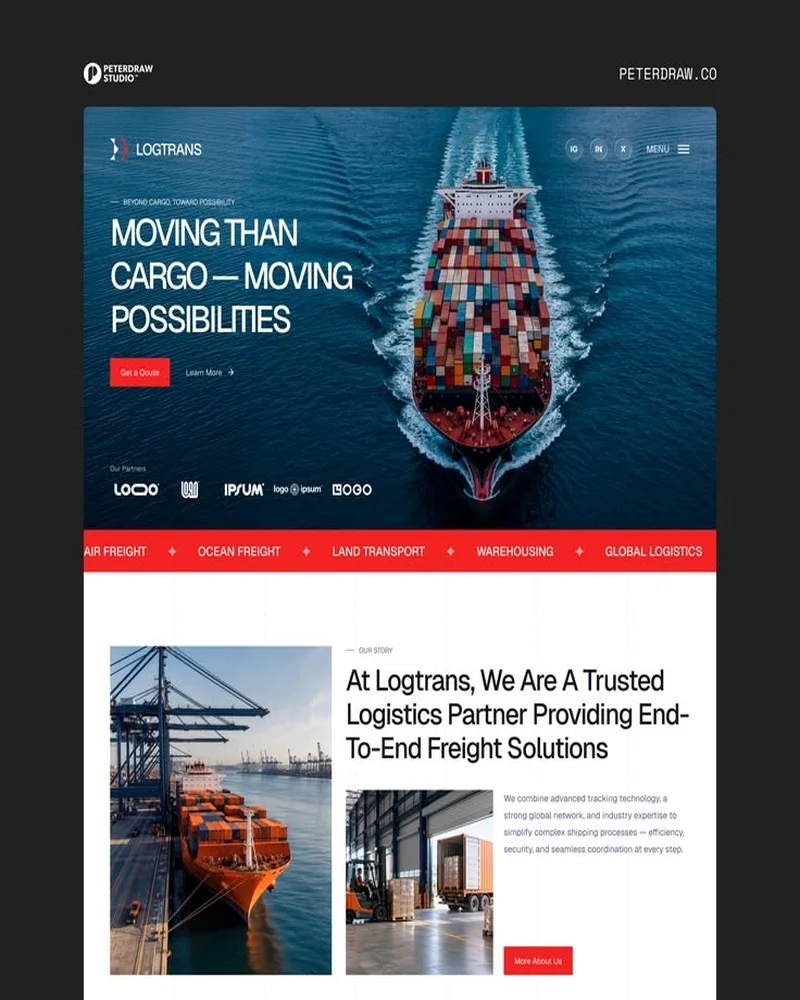 PETERDRAW
STUDIO™
PETERDRAW.CO
LOGTRANS
IG
IN
X
MENU
BEYOND CARGO, TOWARD POSSIBILITY
MOVING THAN
CARGO — MOVING
POSSIBILITIES
Get a Qoute
Learn More →
Our Partners
LOGO
IPSUM
logo ipsum
LOGO
AIR FREIGHT
OCEAN FREIGHT
LAND TRANSPORT
WAREHOUSING
GLOBAL LOGISTICS
OUR STORY
At Logtrans, We Are A Trusted
Logistics Partner Providing End-
To-End Freight Solutions
We combine advanced tracking technology, a
strong global network, and industry expertise to
simplify complex shipping processes — efficiency,
security, and seamless coordination at every step.
More About Us